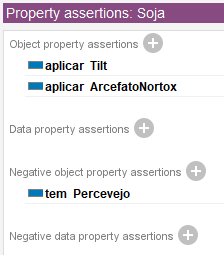 Property assertions: Soja
Object property assertions
aplicar Tilt
aplicar ArcefatoNortox
Data property assertions
Negative object property assertions
tem Percevejo
Negative data property assertions